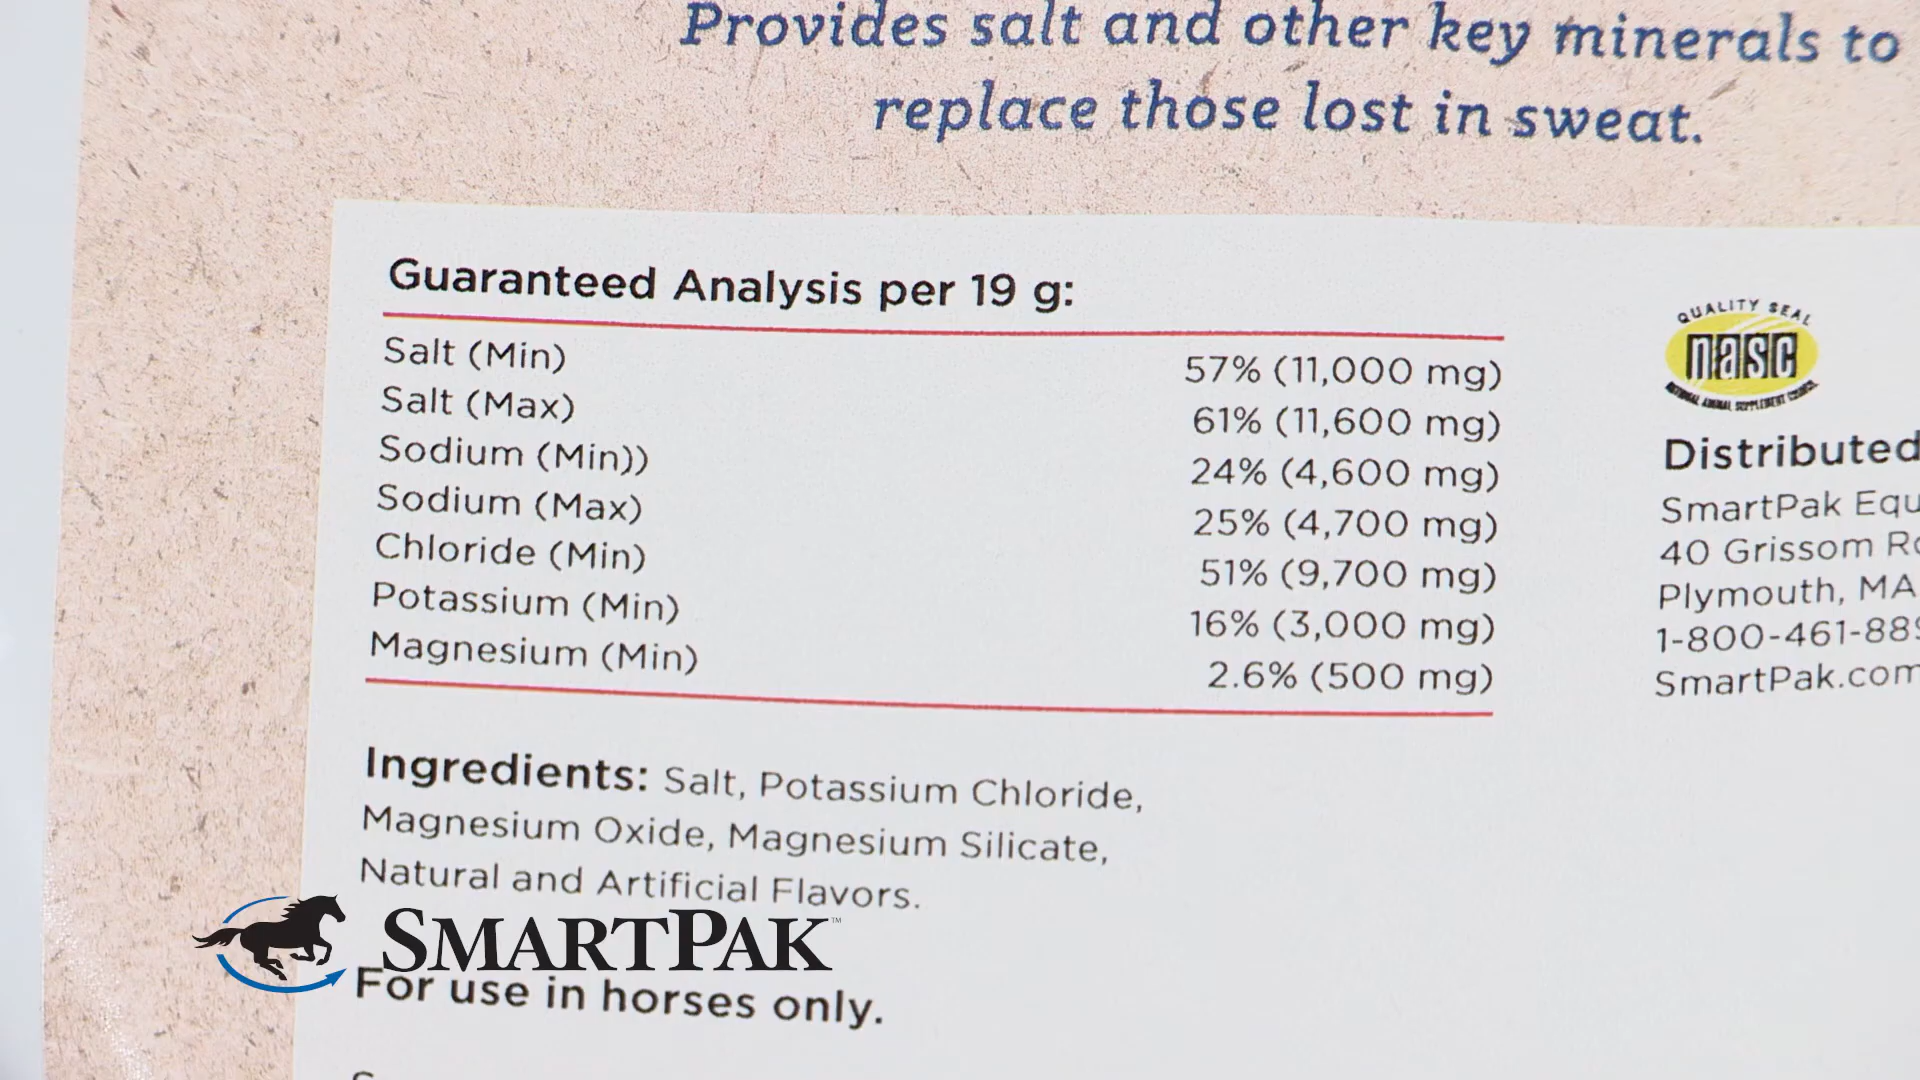 Provides salt and other key minerals to
replace those lost in sweat.
Guaranteed Analysis per 19 g:
Salt (Min) 57% (11,000 mg)
Salt (Max) 61% (11,600 mg)
Sodium (Min)) 24% (4,600 mg)
Sodium (Max) 25% (4,700 mg)
Chloride (Min) 51% (9,700 mg)
Potassium (Min) 16% (3,000 mg)
Magnesium (Min) 2.6% (500 mg)
Ingredients: Salt, Potassium Chloride,
Magnesium Oxide, Magnesium Silicate,
Natural and Artificial Flavors.
SMARTPAK™
For use in horses only.
QUALITY SEAL
nasc
NATIONAL ANIMAL SUPPLEMENT COUNCIL
Distributed
SmartPak Equ
40 Grissom Ro
Plymouth, MA
1-800-461-889
SmartPak.com